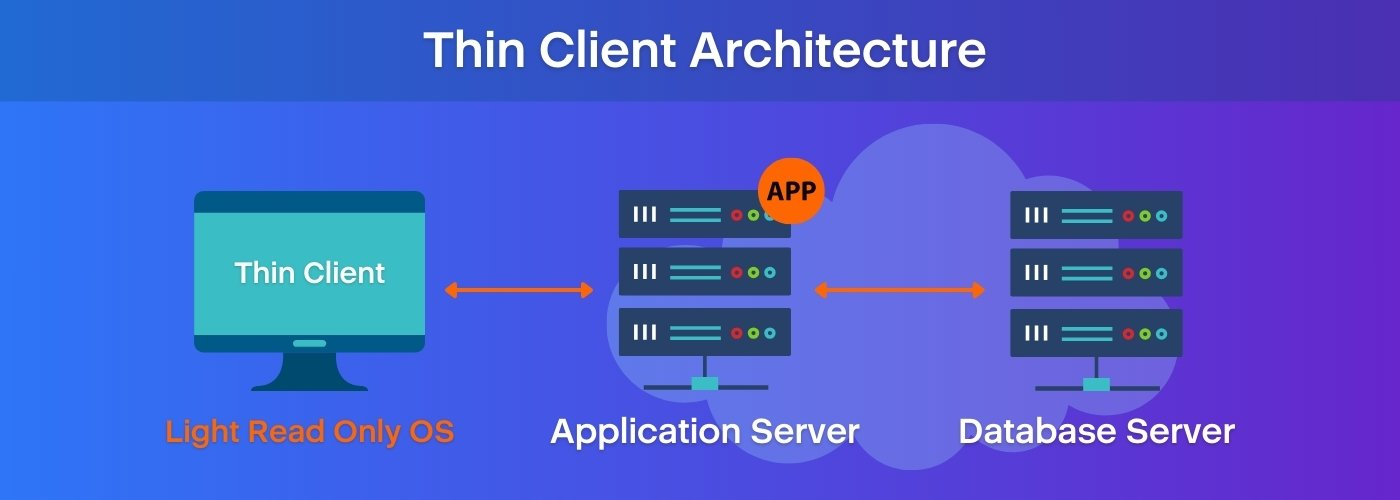 Thin Client Architecture
APP
Thin Client
Light Read Only OS
Application Server
Database Server